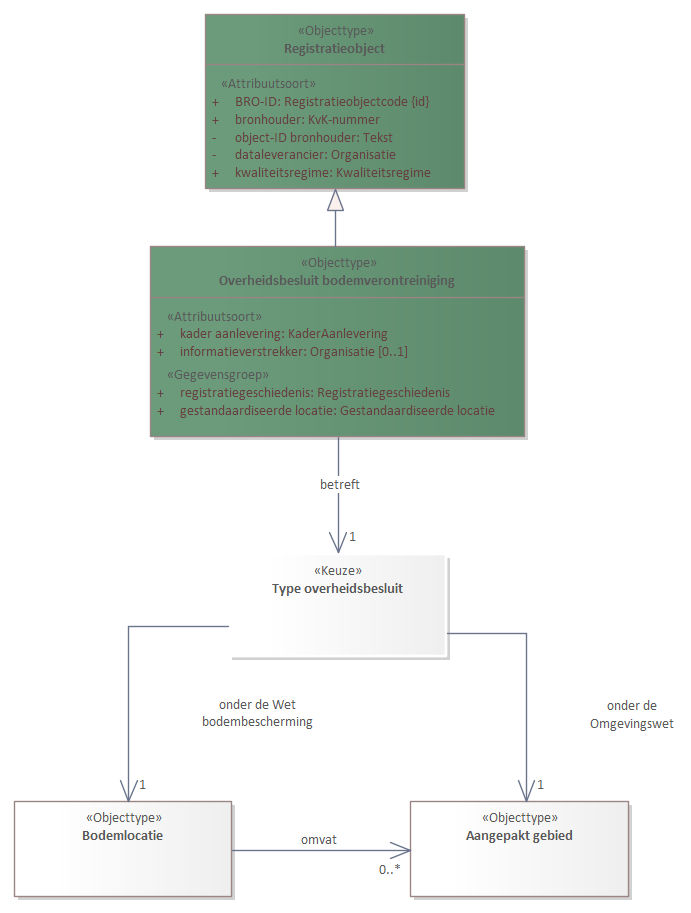 «Objecttype»
Registratieobject
«Attribuutsoort»
+ BRO-ID: Registratieobjectcode {id}
+ bronhouder: KvK-nummer
- object-ID bronhouder: Tekst
- dataleverancier: Organisatie
+ kwaliteitsregime: Kwaliteitsregime
«Objecttype»
Overheidsbesluit bodemverontreiniging
«Attribuutsoort»
+ kader aanlevering: KaderAanlevering
+ informatieverstrekker: Organisatie [0..1]
«Gegevensgroep»
+ registratiegeschiedenis: Registratiegeschiedenis
+ gestandaardiseerde locatie: Gestandaardiseerde locatie
betreft
1
«Keuze»
Type overheidsbesluit
onder de Wet
bodembescherming
onder de
Omgevingswet
1
1
«Objecttype»
Bodemlocatie
omvat
0..*
«Objecttype»
Aangepakt gebied